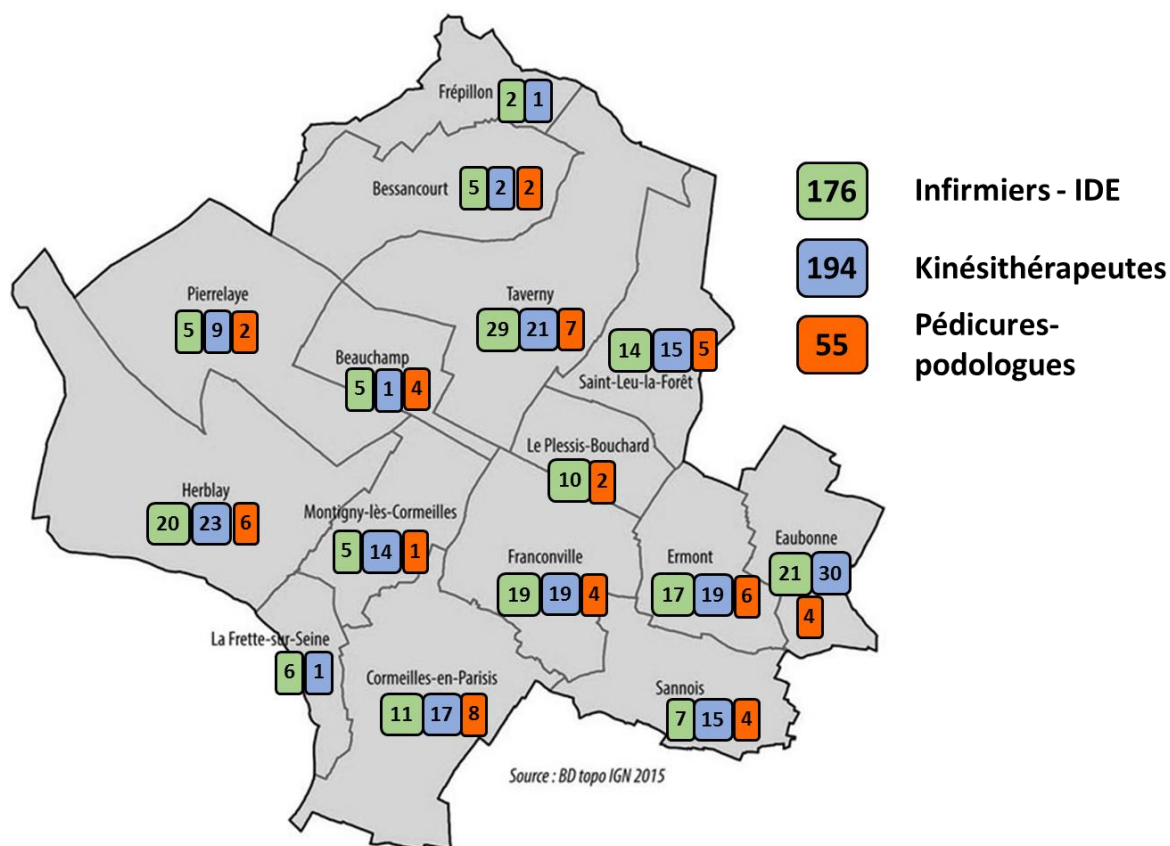 Frépillon
2 1
Bessancourt
5 2 2
176 Infirmiers - IDE
194 Kinésithérapeutes
55 Pédicures-
podologues
Pierrelaye
5 9 2
Taverny
29 21 7
14 15 5
Saint-Leu-la-Forêt
Beauchamp
5 1 4
Le Plessis-Bouchard
10 2
Herblay
20 23 6
Montigny-lès-Cormeilles
5 14 1
Franconville
19 19 4
Ermont
17 19 6
Eaubonne
21 30
4
La Frette-sur-Seine
6 1
Cormeilles-en-Parisis
11 17 8
Sannois
7 15 4
Source : BD topo IGN 2015